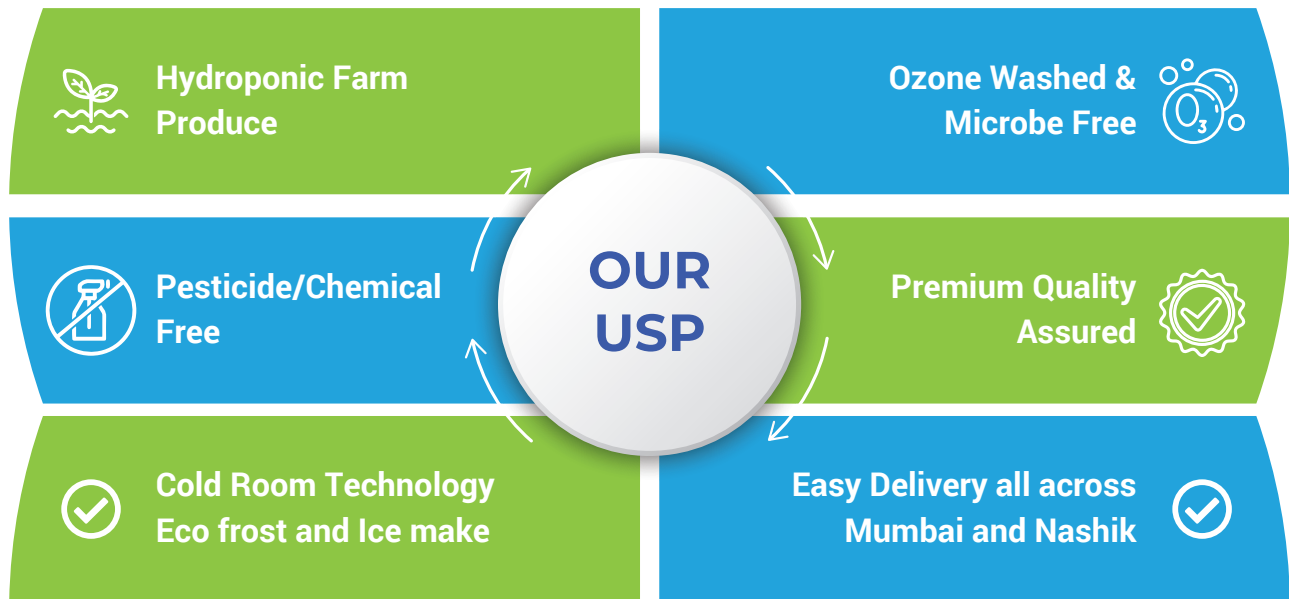 Hydroponic Farm
Produce
Ozone Washed &
Microbe Free
O3
Pesticide/Chemical
Free
OUR
USP
Premium Quality
Assured
Cold Room Technology
Eco frost and Ice make
Easy Delivery all across
Mumbai and Nashik